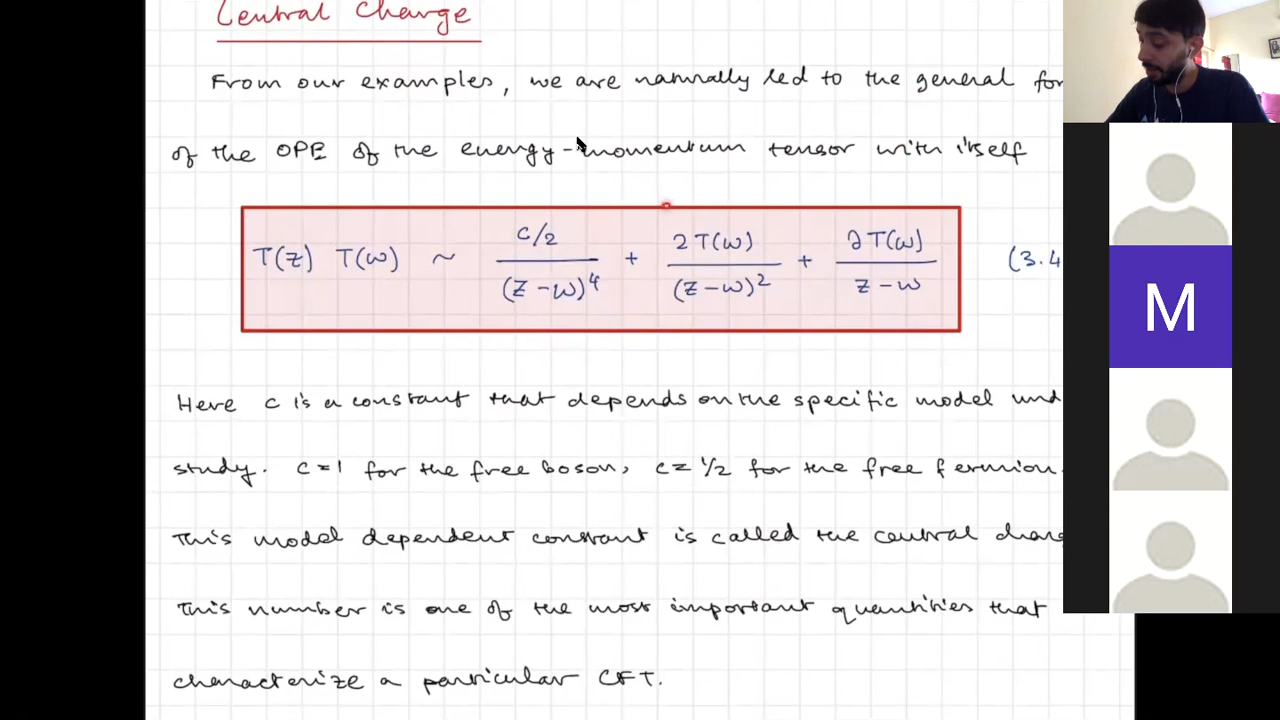 Central Charge
From our examples, we are naturally led to the general for
of the OPE of the energy-momentum tensor with itself
T(z) T(ω) ~ c/2 / (z-ω)^4 + 2T(ω) / (z-ω)^2 + ∂T(ω) / z-ω (3.4
Here c is a constant that depends on the specific model und
study. c=1 for the free boson, c=1/2 for the free fermion.
This model dependent constant is called the central charg
This number is one of the most important quantities that
characterize a particular CFT.
M